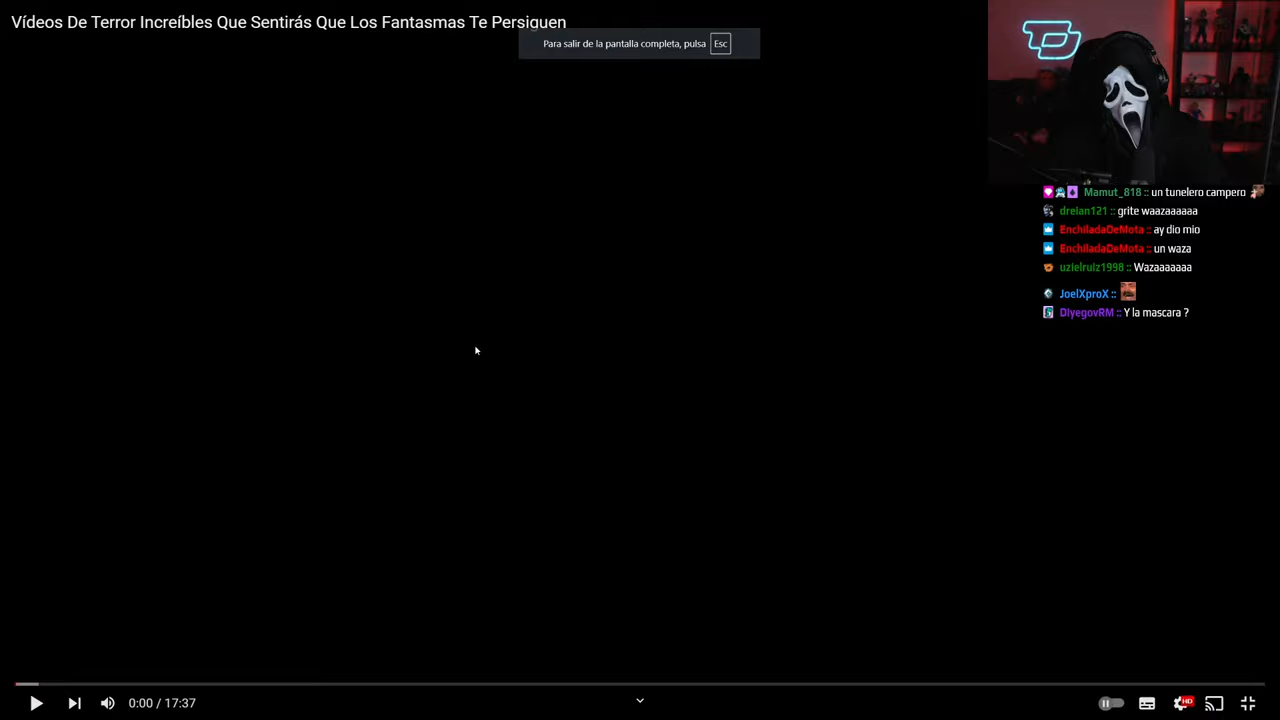 Vídeos De Terror Increíbles Que Sentirás Que Los Fantasmas Te Persiguen
Para salir de la pantalla completa, pulsa Esc
Mamut_818 :: un tunelero campero
dreian121 :: grite waazaaaaaa
EnchiladaDeMota :: ay dio mio
EnchiladaDeMota :: un waza
uzielruiz1998 :: Wazaaaaaaa
JoelXproX ::
DiyegovRM :: Y la mascara ?
0:00 / 17:37
HD